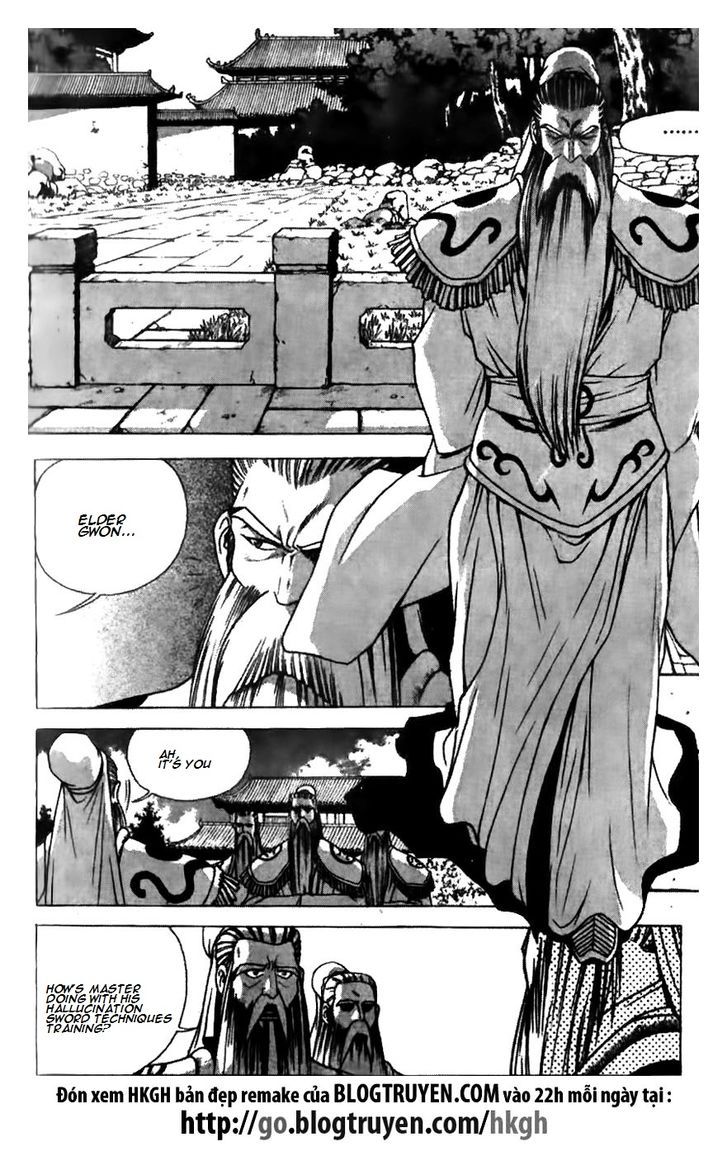 .......
ELDER
GWON...
AH,
IT'S YOU
HOW'S MASTER
DOING WITH HIS
HALLUCINATION
SWORD TECHNIQUES
TRAINING?
Đón xem HKGH bản đẹp remake của BLOGTRUYEN.COM vào 22h mỗi ngày tại :
http://go.blogtruyen.com/hkgh